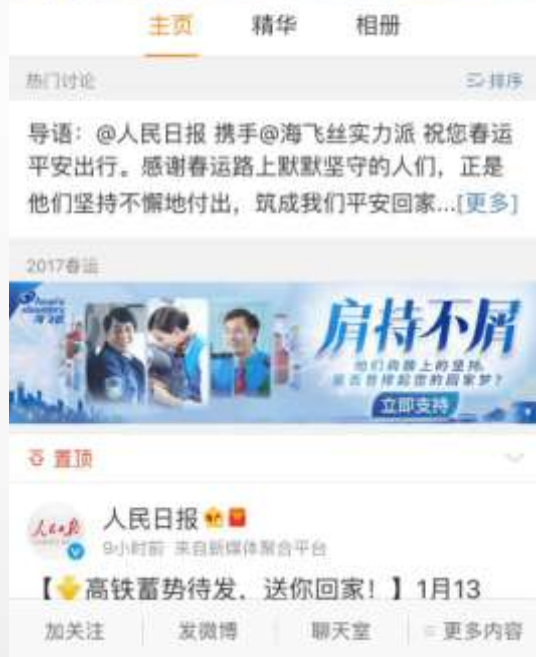 主页 精华 相册
热门讨论 排序
导语：@人民日报 携手@海飞丝实力派 祝您春运
平安出行。感谢春运路上默默坚守的人们，正是
他们坚持不懈地付出，筑成我们平安回家...[更多]
2017春运
head&
shoulders
海飞丝
肩持不屑
他们肩膀上的坚持，
是否曾撑起您的回家梦？
立即支持
置顶
人民日报
9小时前 来自新媒体聚合平台
【高铁蓄势待发，送你回家！】1月13
加关注 发微博 聊天室 更多内容